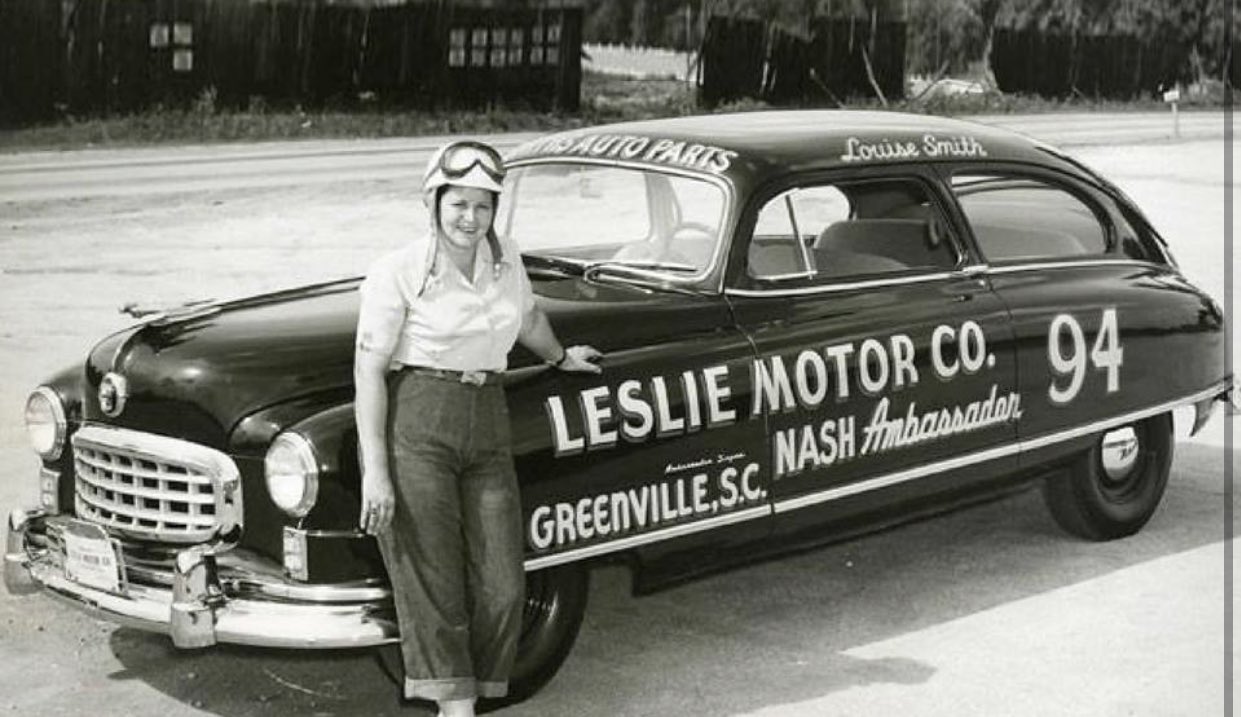 AUTO PARTS
Louise Smith
LESLIE MOTOR CO.
NASH Ambassador
94
GREENVILLE, S.C.